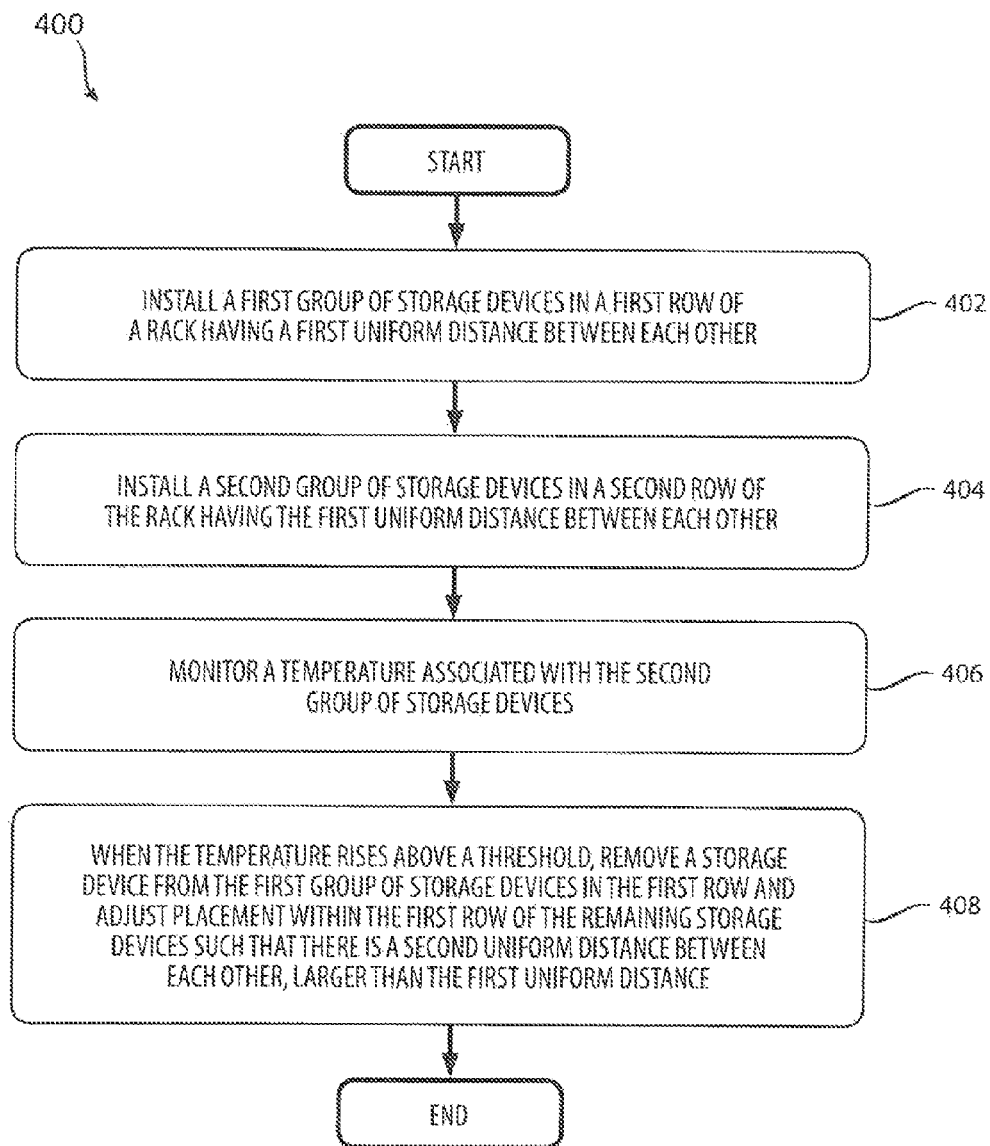 400
START
INSTALL A FIRST GROUP OF STORAGE DEVICES IN A FIRST ROW OF
A RACK HAVING A FIRST UNIFORM DISTANCE BETWEEN EACH OTHER
402
INSTALL A SECOND GROUP OF STORAGE DEVICES IN A SECOND ROW OF
THE RACK HAVING THE FIRST UNIFORM DISTANCE BETWEEN EACH OTHER
404
MONITOR A TEMPERATURE ASSOCIATED WITH THE SECOND
GROUP OF STORAGE DEVICES
406
WHEN THE TEMPERATURE RISES ABOVE A THRESHOLD, REMOVE A STORAGE
DEVICE FROM THE FIRST GROUP OF STORAGE DEVICES IN THE FIRST ROW AND
ADJUST PLACEMENT WITHIN THE FIRST ROW OF THE REMAINING STORAGE
DEVICES SUCH THAT THERE IS A SECOND UNIFORM DISTANCE BETWEEN
EACH OTHER, LARGER THAN THE FIRST UNIFORM DISTANCE
408
END